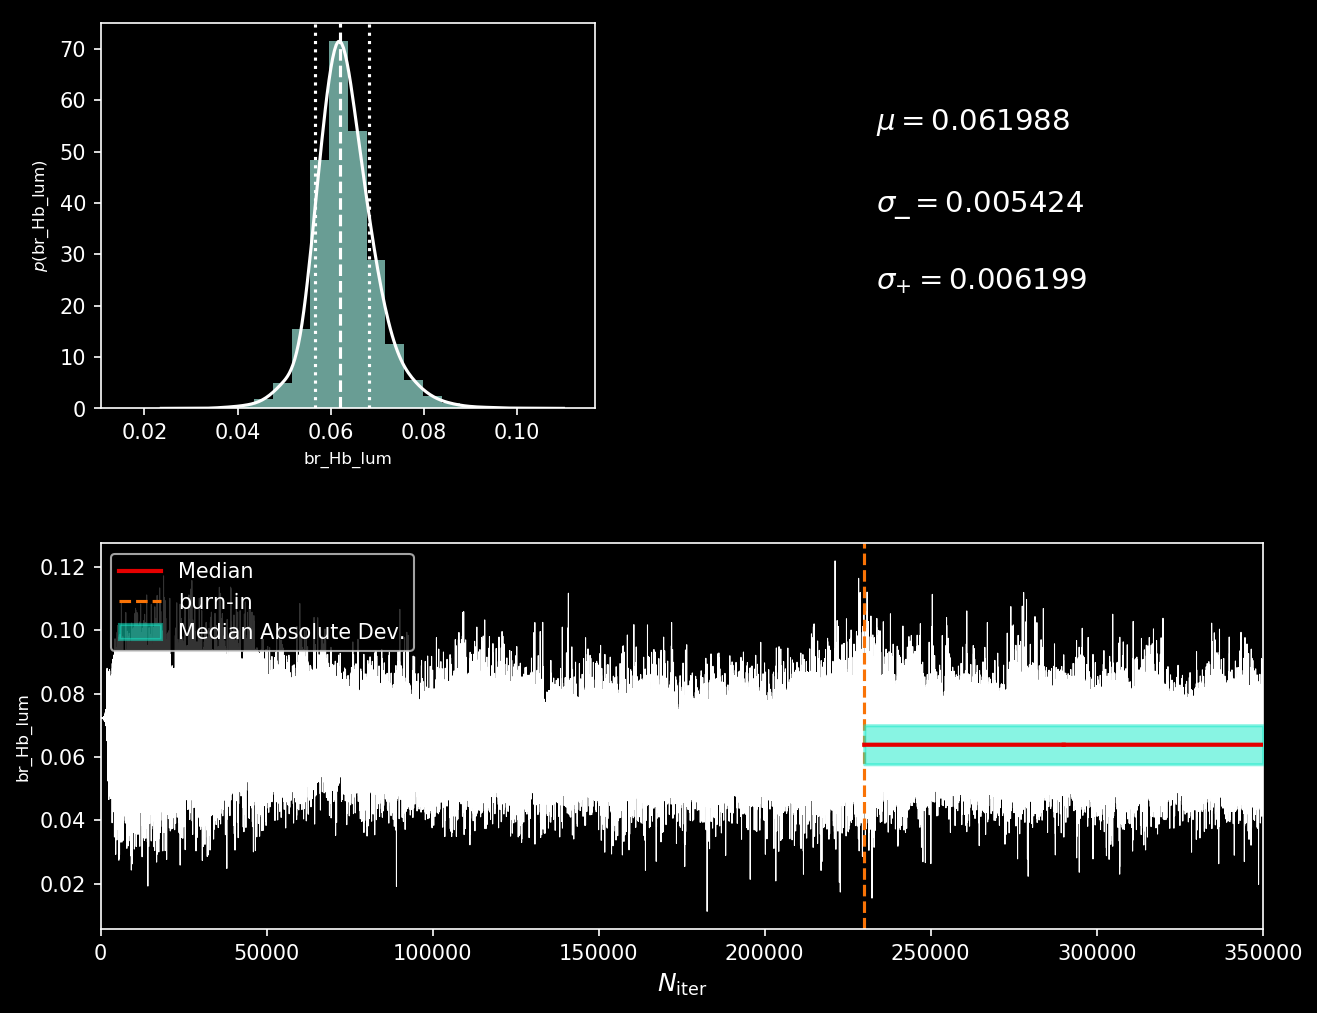 70
60
50
40
30
20
10
0
p(br_Hb_lum)
0.02 0.04 0.06 0.08 0.10
br_Hb_lum
μ = 0.061988
σ₋ = 0.005424
σ₊ = 0.006199
Median
burn-in
Median Absolute Dev.
0.12
0.10
0.08
0.06
0.04
0.02
br_Hb_lum
0 50000 100000 150000 200000 250000 300000 350000
N_iter